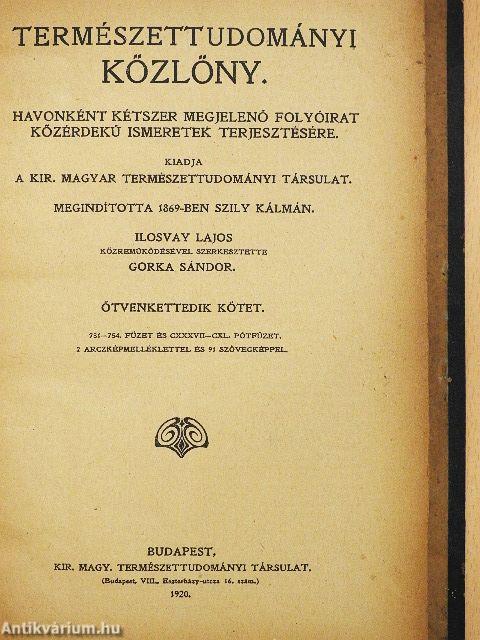 TERMÉSZETTUDOMÁNYI
KÖZLÖNY.
HAVONKÉNT KÉTSZER MEGJELENŐ FOLYÓIRAT
KÖZÉRDEKŰ ISMERETEK TERJESZTÉSÉRE.
KIADJA
A KIR. MAGYAR TERMÉSZETTUDOMÁNYI TÁRSULAT.
MEGINDÍTOTTA 1869-BEN SZILY KÁLMÁN.
ILOSVAY LAJOS
KÖZREMŰKÖDÉSÉVEL SZERKESZTETTE
GORKA SÁNDOR.
ÖTVENKETTEDIK KÖTET.
751—754. FÜZET ÉS CXXXVII—CXL. PÓTFÜZET.
2 ARCZKÉPMELLÉKLETTEL ÉS 91 SZÖVEGKÉPPEL.
BUDAPEST,
KIR. MAGY. TERMÉSZETTUDOMÁNYI TÁRSULAT.
(Budapest, VIII., Eszterházy-utcza 16. szám.)
1920.
Antikvárium.hu